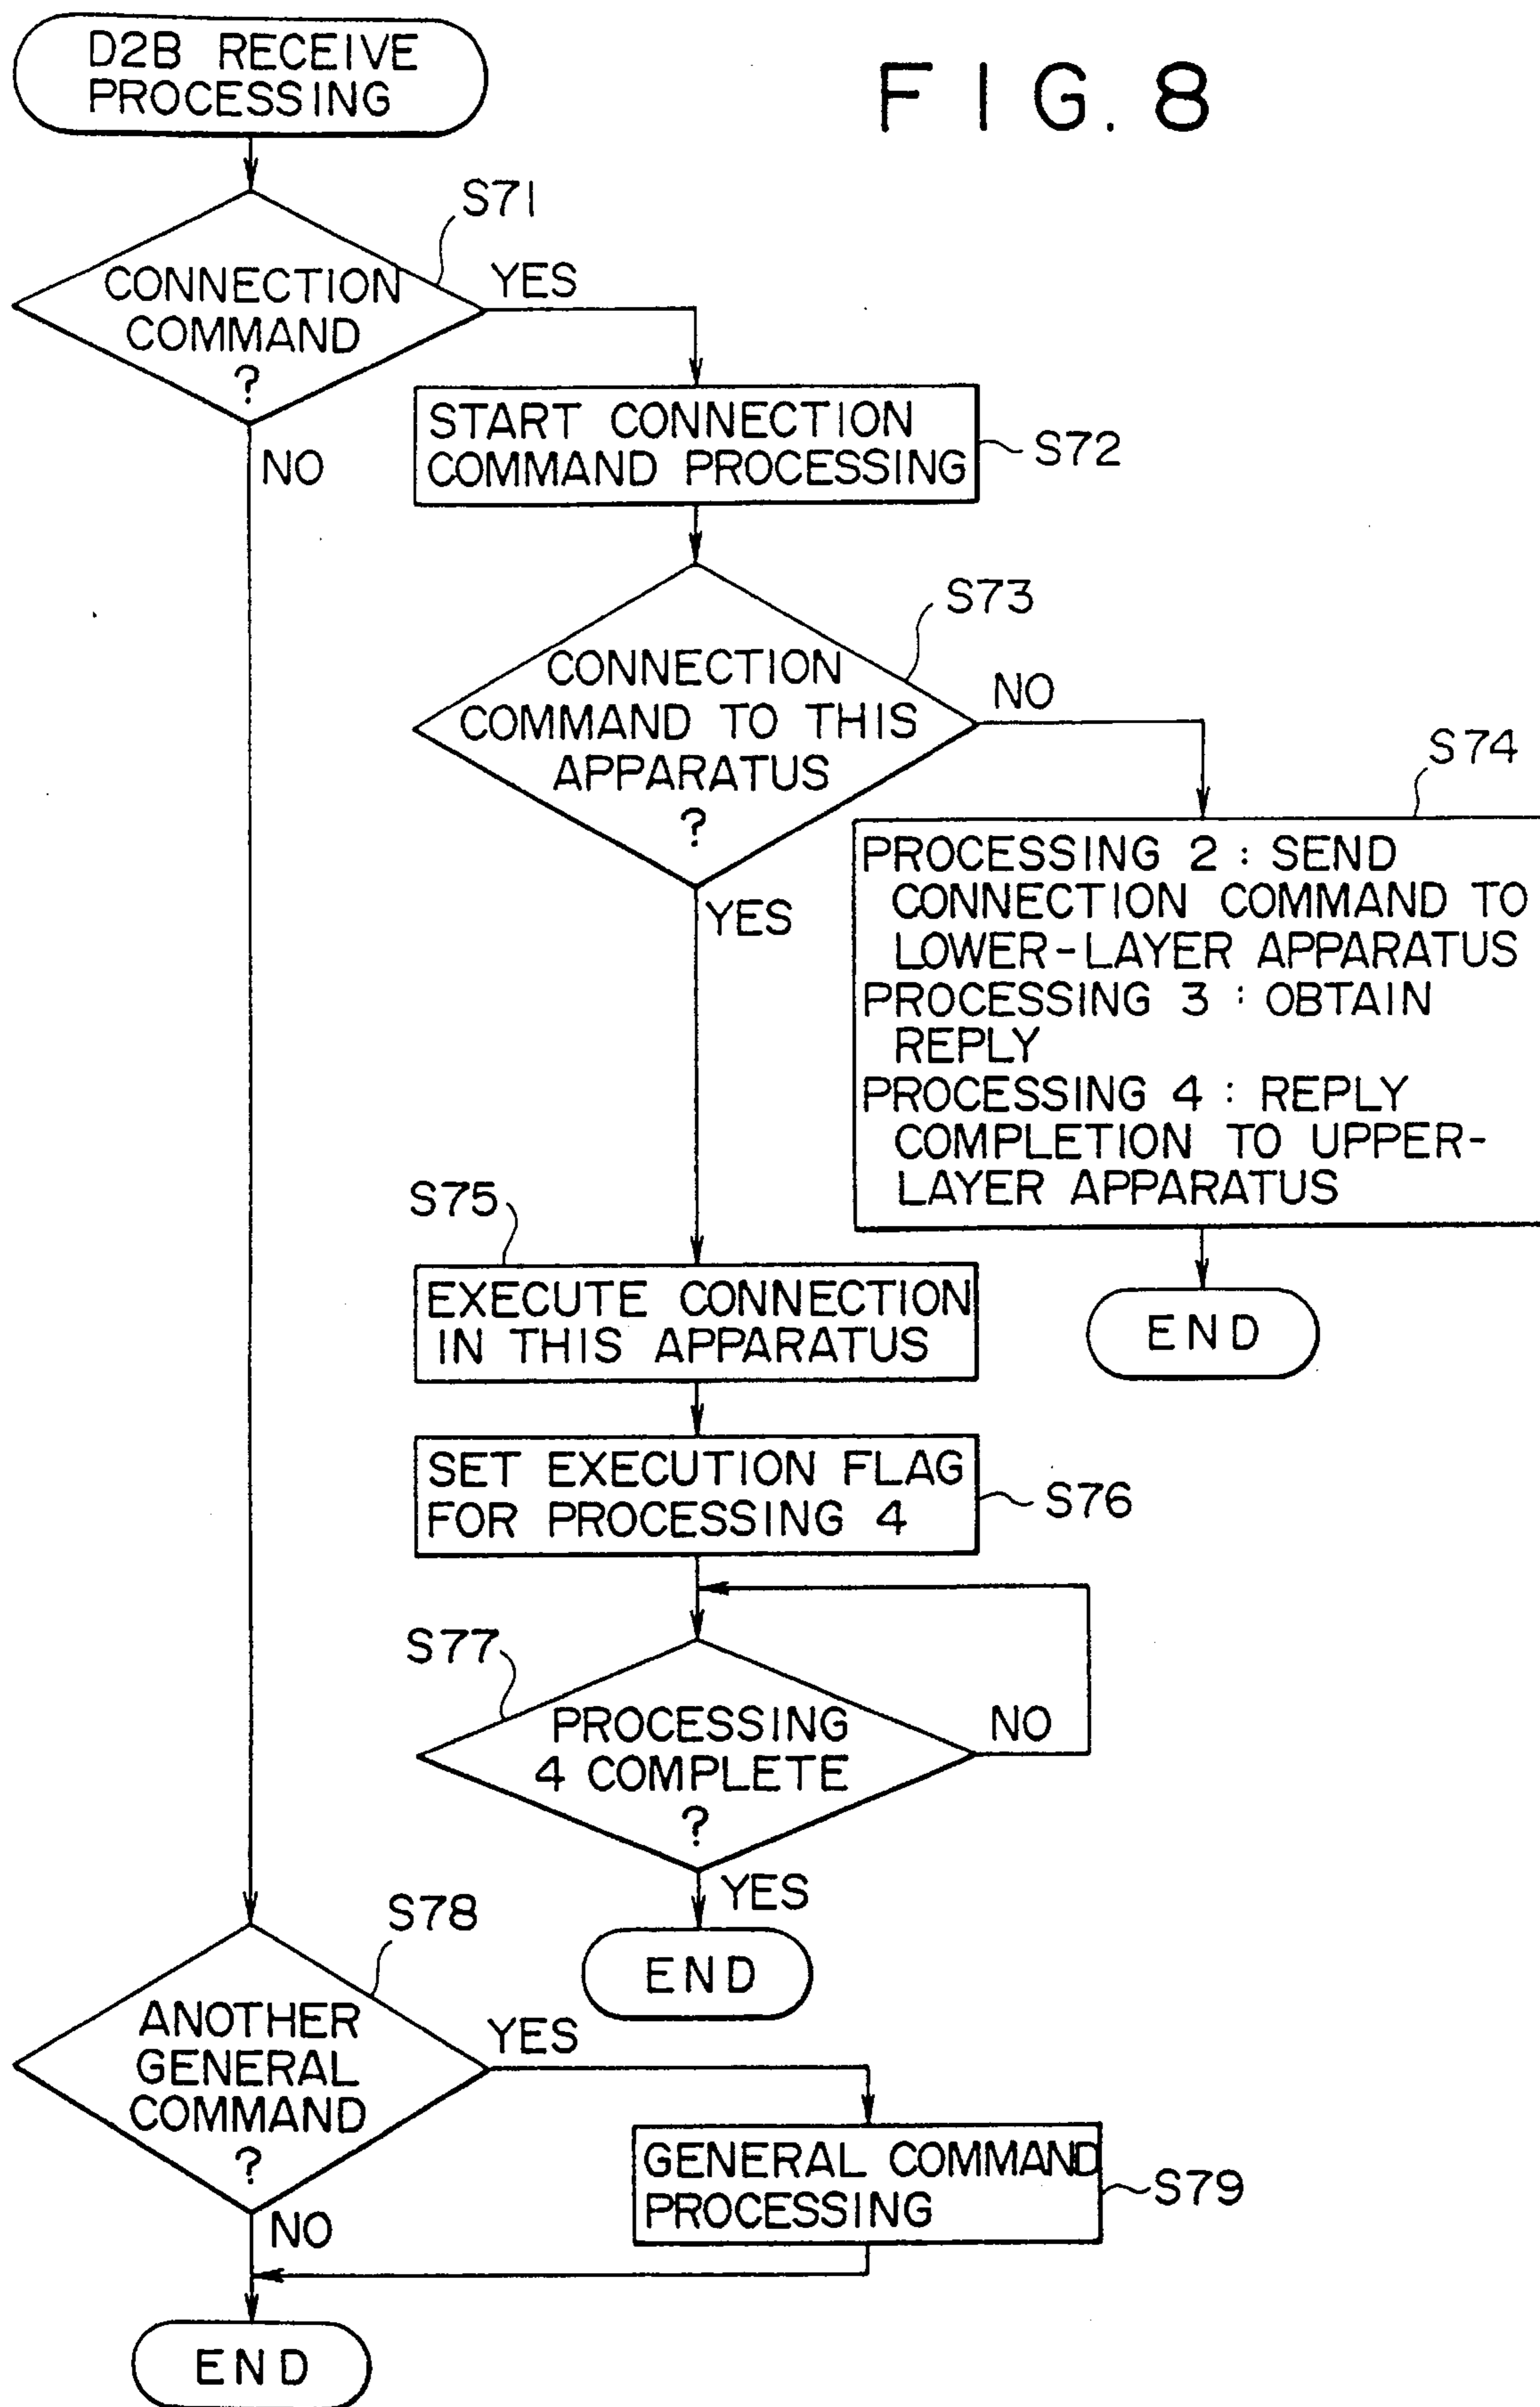 D2B RECEIVE
PROCESSING
FIG. 8
S71
CONNECTION
COMMAND
?
YES
NO
START CONNECTION
COMMAND PROCESSING
S72
S73
CONNECTION
COMMAND TO THIS
APPARATUS
?
NO
YES
S74
PROCESSING 2 : SEND
CONNECTION COMMAND TO
LOWER-LAYER APPARATUS
PROCESSING 3 : OBTAIN
REPLY
PROCESSING 4 : REPLY
COMPLETION TO UPPER-
LAYER APPARATUS
END
S75
EXECUTE CONNECTION
IN THIS APPARATUS
SET EXECUTION FLAG
FOR PROCESSING 4
S76
S77
PROCESSING
4 COMPLETE
?
NO
YES
END
S78
ANOTHER
GENERAL
COMMAND
?
YES
NO
GENERAL COMMAND
PROCESSING
S79
END